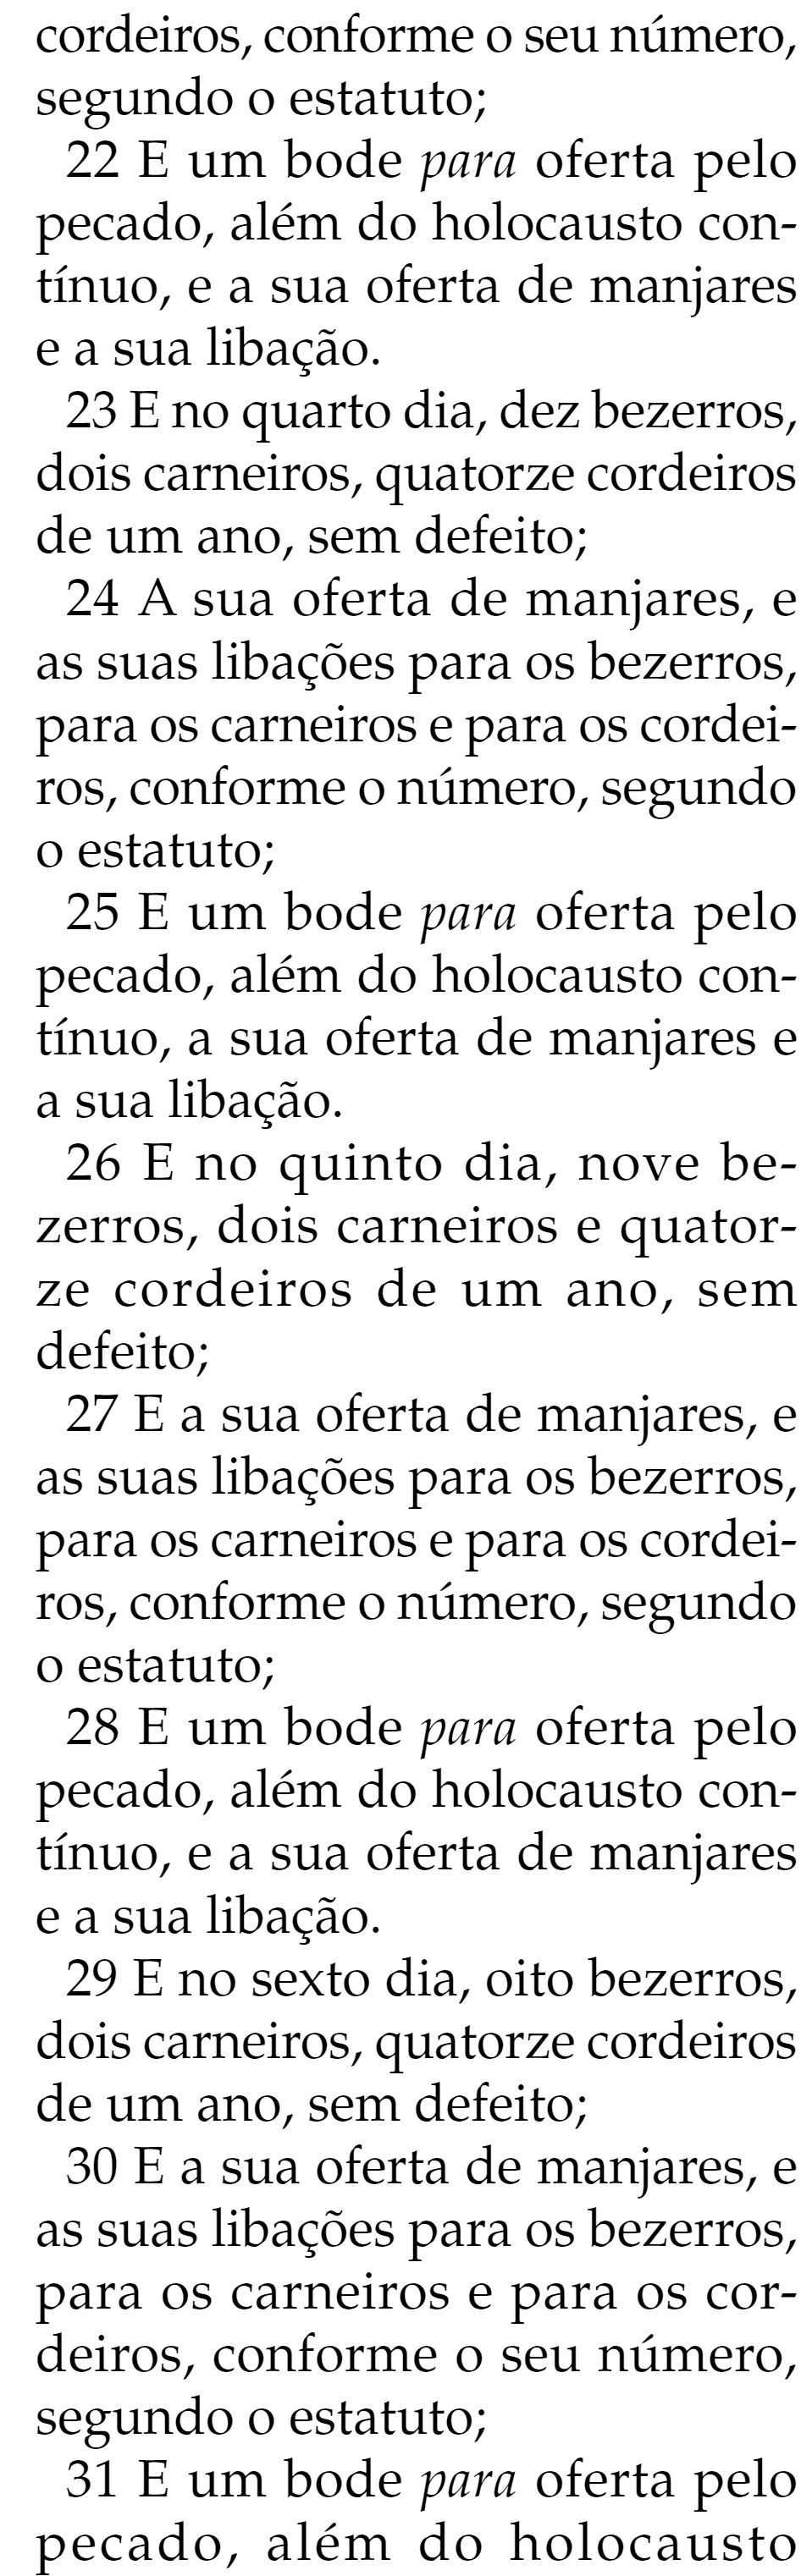 cordeiros, conforme o seu número,
segundo o estatuto;
22 E um bode para oferta pelo
pecado, além do holocausto con-
tínuo, e a sua oferta de manjares
e a sua libação.
23 E no quarto dia, dez bezerros,
dois carneiros, quatorze cordeiros
de um ano, sem defeito;
24 A sua oferta de manjares, e
as suas libações para os bezerros,
para os carneiros e para os cordei-
ros, conforme o número, segundo
o estatuto;
25 E um bode para oferta pelo
pecado, além do holocausto con-
tínuo, a sua oferta de manjares e
a sua libação.
26 E no quinto dia, nove be-
zerros, dois carneiros e quator-
ze cordeiros de um ano, sem
defeito;
27 E a sua oferta de manjares, e
as suas libações para os bezerros,
para os carneiros e para os cordei-
ros, conforme o número, segundo
o estatuto;
28 E um bode para oferta pelo
pecado, além do holocausto con-
tínuo, e a sua oferta de manjares
e a sua libação.
29 E no sexto dia, oito bezerros,
dois carneiros, quatorze cordeiros
de um ano, sem defeito;
30 E a sua oferta de manjares, e
as suas libações para os bezerros,
para os carneiros e para os cor-
deiros, conforme o seu número,
segundo o estatuto;
31 E um bode para oferta pelo
pecado, além do holocausto